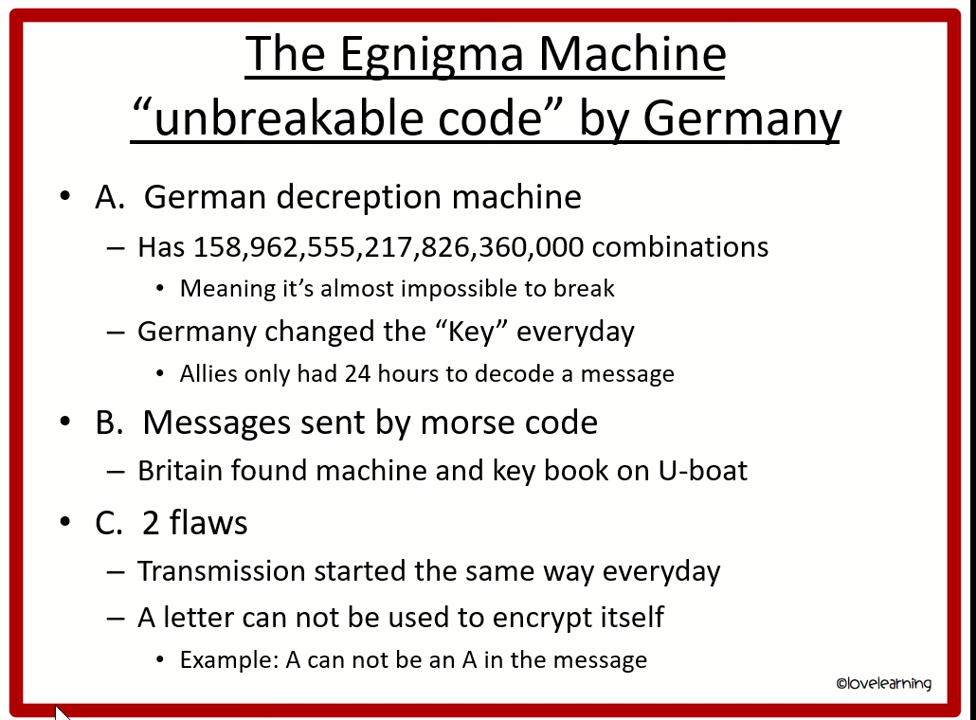 The Egnigma Machine
“unbreakable code” by Germany
• A. German decreption machine
– Has 158,962,555,217,826,360,000 combinations
• Meaning it’s almost impossible to break
– Germany changed the “Key” everyday
• Allies only had 24 hours to decode a message
• B. Messages sent by morse code
– Britain found machine and key book on U-boat
• C. 2 flaws
– Transmission started the same way everyday
– A letter can not be used to encrypt itself
• Example: A can not be an A in the message
©lovelearning